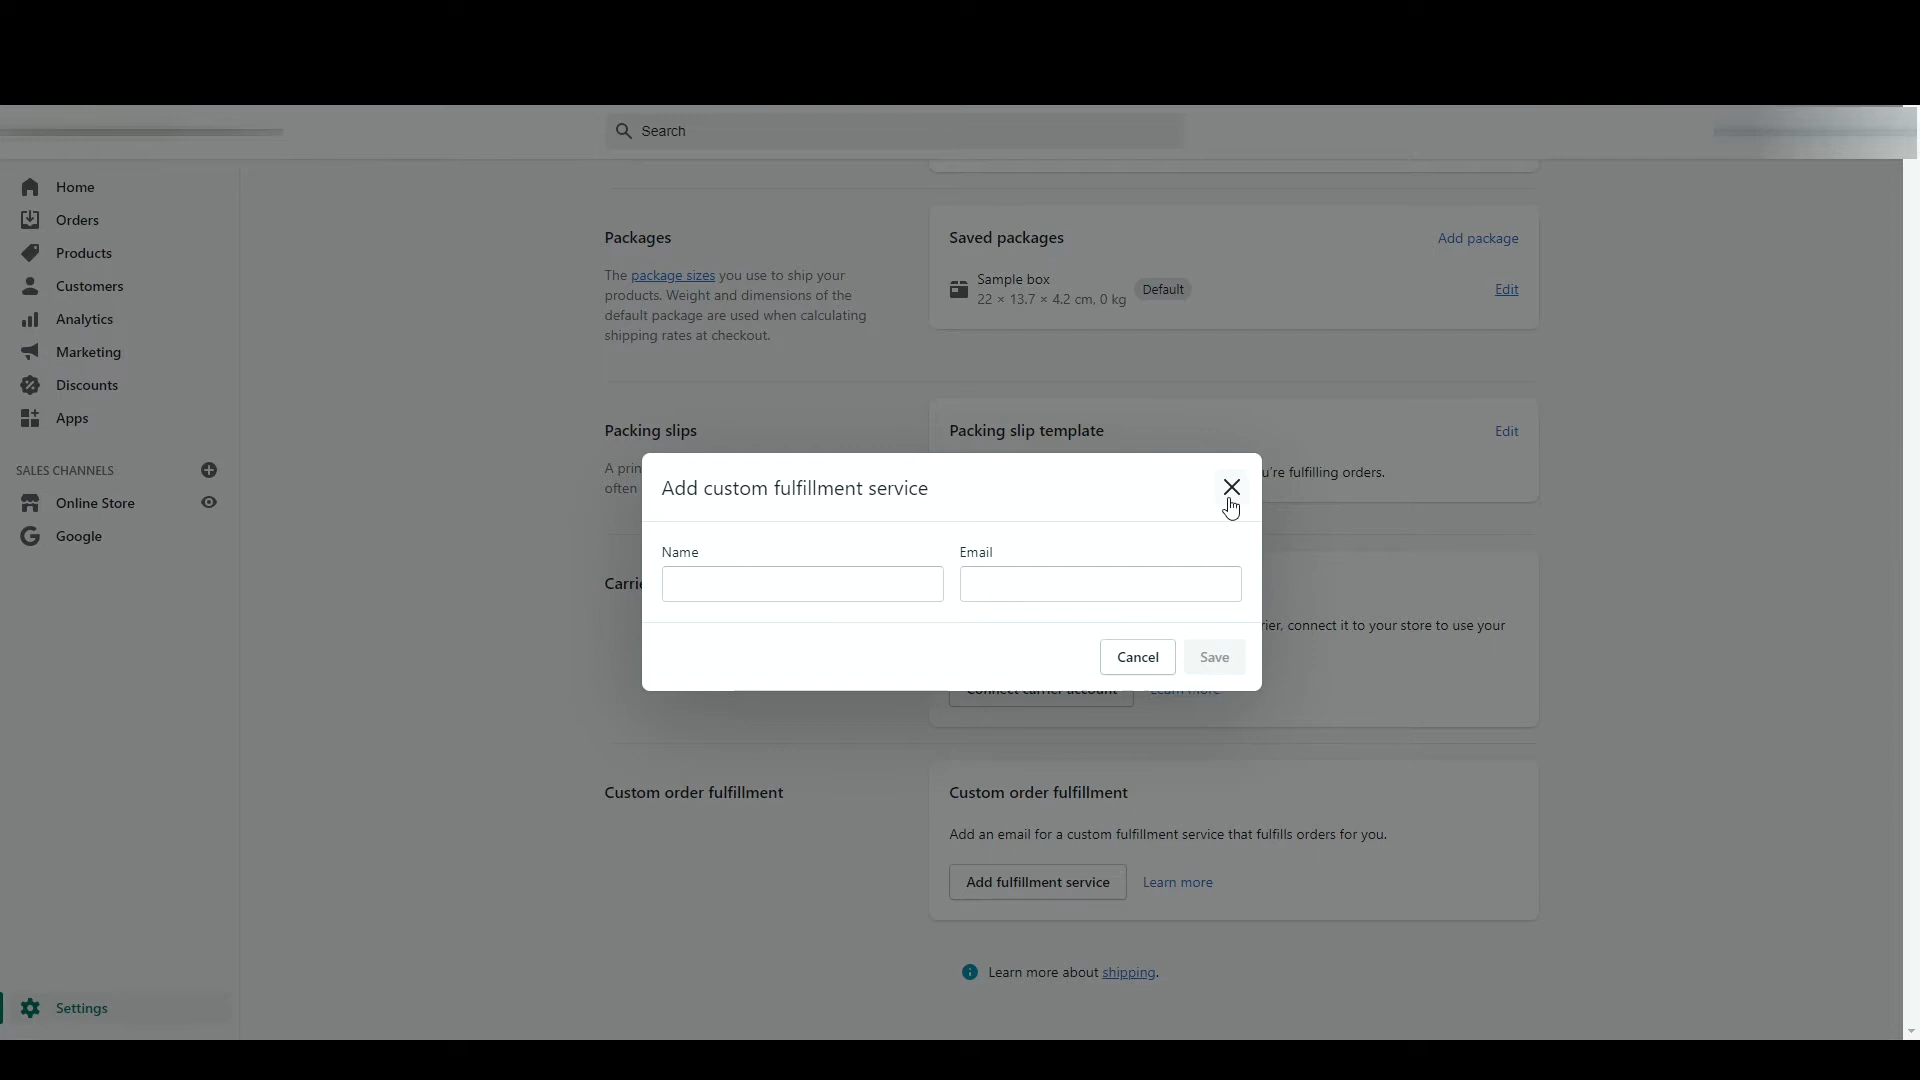 Search
Home
Orders
Products
Customers
Analytics
Marketing
Discounts
Apps
SALES CHANNELS
Online Store
Google
Settings
Packages
The package sizes you use to ship your
products. Weight and dimensions of the
default package are used when calculating
shipping rates at checkout.
Saved packages
Add package
Sample box
22 × 13.7 × 4.2 cm, 0 kg
Default
Edit
Packing slips
A prin
often
Packing slip template
Edit
u're fulfilling orders.
Add custom fulfillment service
Name
Email
Cancel
Save
Carri
rier, connect it to your store to use your
Connect carrier account
Learn more
Custom order fulfillment
Custom order fulfillment
Add an email for a custom fulfillment service that fulfills orders for you.
Add fulfillment service
Learn more
Learn more about shipping.